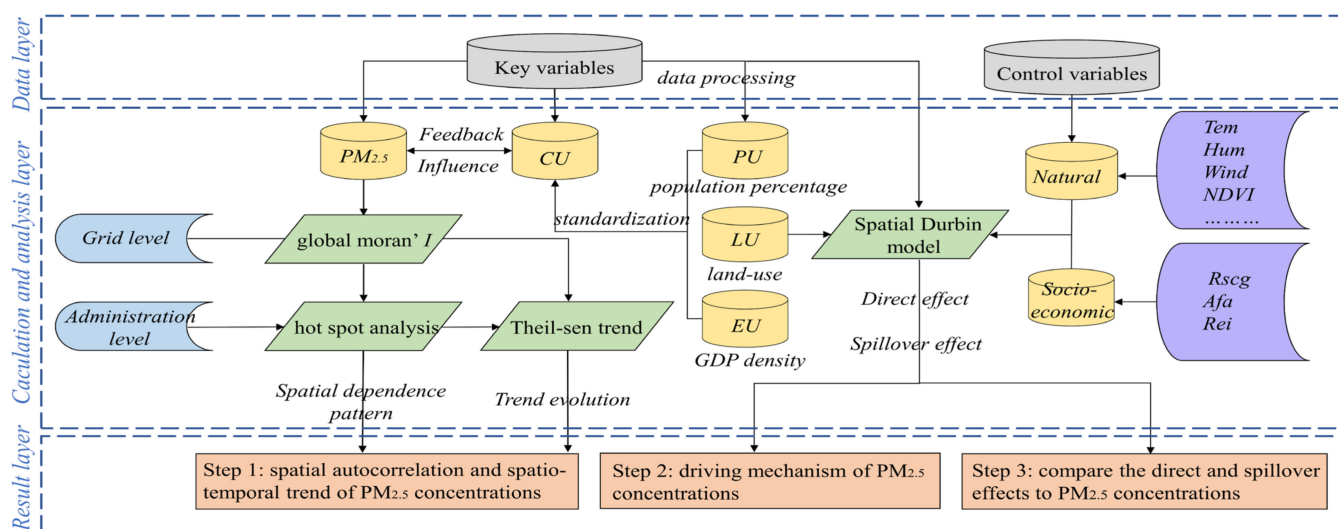 Data layer
Key variables
data processing
Control variables
Caculation and analysis layer
PM2.5
Feedback
Influence
CU
PU
population percentage
Natural
Tem
Hum
Wind
NDVI
………
Grid level
global moran' I
standardization
LU
land-use
Spatial Durbin
model
Administration
level
hot spot analysis
Theil-sen trend
EU
GDP density
Direct effect
Spillover effect
Socio-
economic
Rscg
Afa
Rei
Spatial dependence
pattern
Trend evolution
Result layer
Step 1: spatial autocorrelation and spatio-
temporal trend of PM2.5 concentrations
Step 2: driving mechanism of PM2.5
concentrations
Step 3: compare the direct and spillover
effects to PM2.5 concentrations